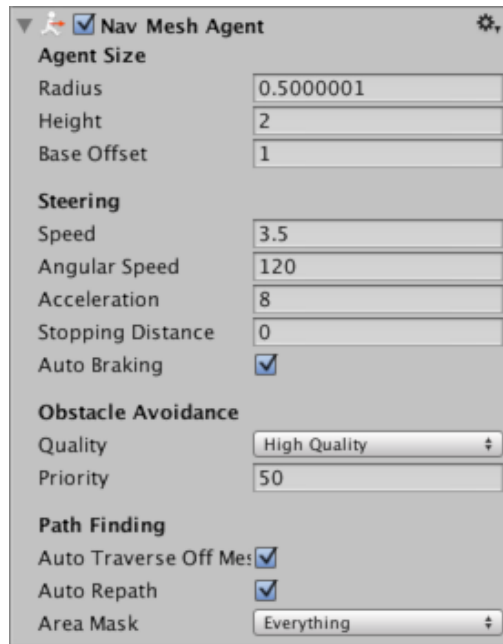 Nav Mesh Agent
Agent Size
Radius 0.5000001
Height 2
Base Offset 1
Steering
Speed 3.5
Angular Speed 120
Acceleration 8
Stopping Distance 0
Auto Braking
Obstacle Avoidance
Quality High Quality
Priority 50
Path Finding
Auto Traverse Off Mes
Auto Repath
Area Mask Everything